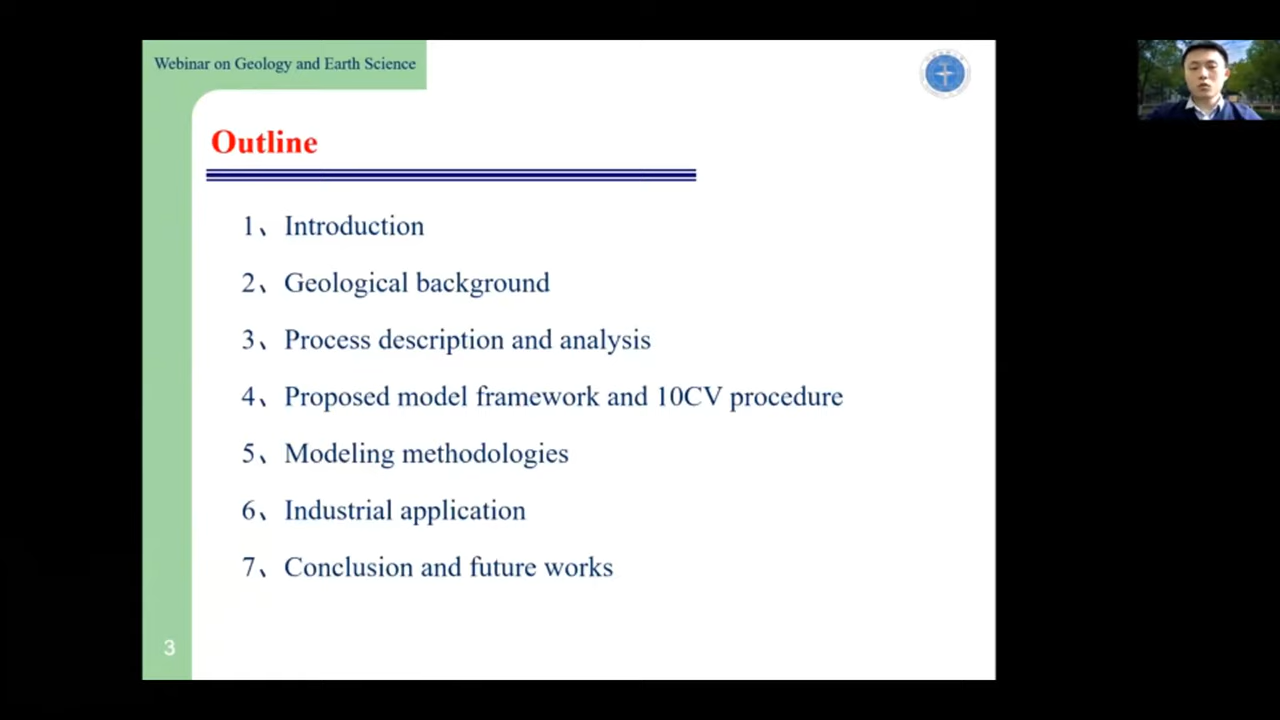 Webinar on Geology and Earth Science
Outline
1、Introduction
2、Geological background
3、Process description and analysis
4、Proposed model framework and 10CV procedure
5、Modeling methodologies
6、Industrial application
7、Conclusion and future works
3